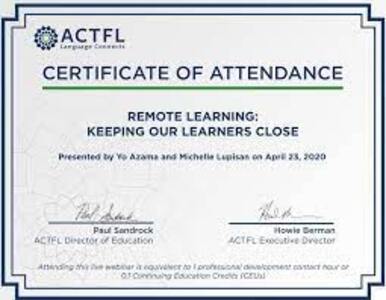 ACTFL
Language Connects
CERTIFICATE OF ATTENDANCE
REMOTE LEARNING:
KEEPING OUR LEARNERS CLOSE
Presented by Yo Azama and Michelle Lupisan on April 23, 2020
Paul Sandrock
Paul Sandrock
ACTFL Director of Education
Howie Berman
ACTFL Executive Director
Attending this live webinar is equivalent to 1 professional development contact hour or
0.1 Continuing Education Credits (CEUs)